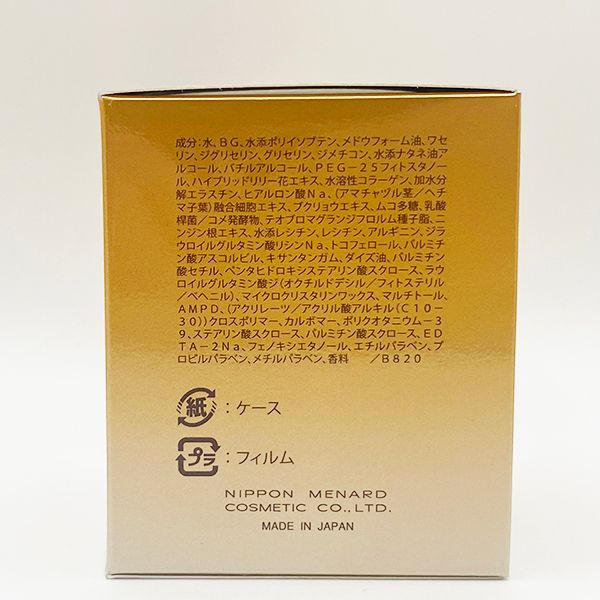 成分：水、BG、水添ポリイソブテン、メドウフォーム油、ワセ
リン、ジグリセリン、グリセリン、ジメチコン、水添ナタネ油ア
ルコール、バチルアルコール、PEG－25フィトスタノー
ル、ハイブリッドリリー花エキス、水溶性コラーゲン、加水分
解エラスチン、ヒアルロン酸Na、（アマチャヅル茎／ヘチ
マ子葉）融合細胞エキス、ブクリョウエキス、ムコ多糖、乳酸
桿菌／コメ発酵物、テオブロマグランジフロルム種子脂、ニ
ンジン根エキス、水添レシチン、レシチン、アルギニン、ジラ
ウロイルグルタミン酸リシンNa、トコフェロール、パルミチ
ン酸アスコルビル、キサンタンガム、ダイズ油、パルミチン
酸セチル、ペンタヒドロキシステアリン酸スクロース、ラウ
ロイルグルタミン酸ジ（オクチルドデシル／フィトステリル
／ベヘニル）、マイクロクリスタリンワックス、マルチトール、
AMPD、（アクリレーツ／アクリル酸アルキル（C10－
30））クロスポリマー、カルボマー、ポリクオタニウム－3
9、ステアリン酸スクロース、パルミチン酸スクロース、ED
TA－2Na、フェノキシエタノール、エチルパラベン、プ
ロピルパラベン、メチルパラベン、香料　／B820
紙：ケース
プラ：フィルム
NIPPON MENARD
COSMETIC CO.,LTD.
MADE IN JAPAN